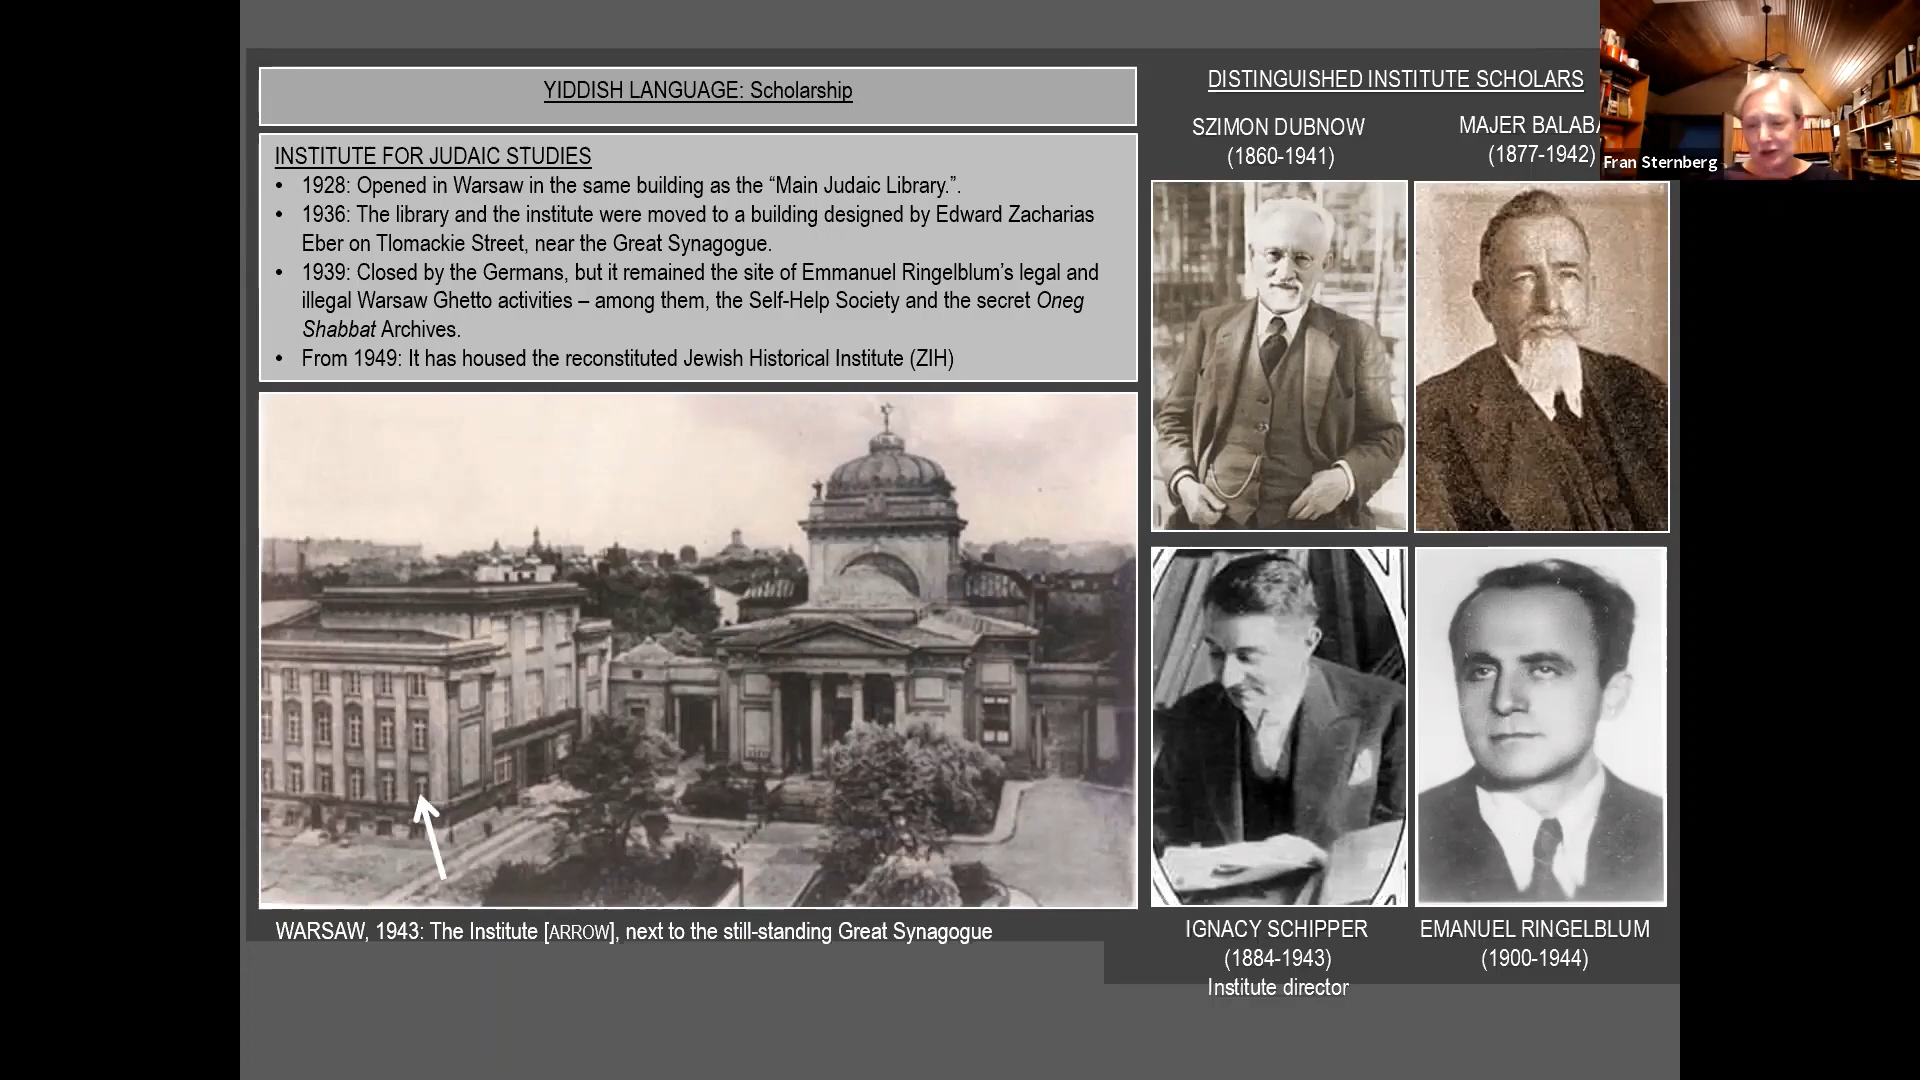 YIDDISH LANGUAGE: Scholarship
INSTITUTE FOR JUDAIC STUDIES
• 1928: Opened in Warsaw in the same building as the “Main Judaic Library.”.
• 1936: The library and the institute were moved to a building designed by Edward Zacharias
Eber on Tlomackie Street, near the Great Synagogue.
• 1939: Closed by the Germans, but it remained the site of Emmanuel Ringelblum’s legal and
illegal Warsaw Ghetto activities – among them, the Self-Help Society and the secret Oneg
Shabbat Archives.
• From 1949: It has housed the reconstituted Jewish Historical Institute (ZIH)
WARSAW, 1943: The Institute [ARROW], next to the still-standing Great Synagogue
DISTINGUISHED INSTITUTE SCHOLARS
SZIMON DUBNOW
(1860-1941)
MAJER
(1877-1942)
IGNACY SCHIPPER
(1884-1943)
Institute director
EMANUEL RINGELBLUM
(1900-1944)
Fran Sternberg